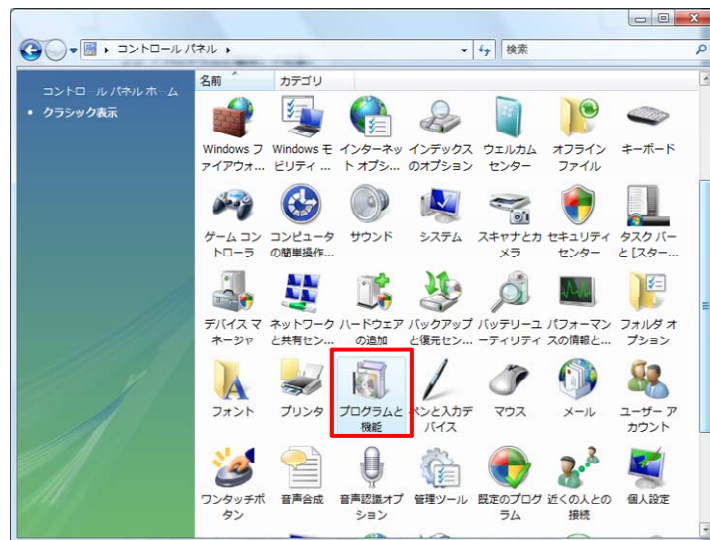 コントロール パネル
検索
コントロール パネル ホーム
クラシック表示
名前 カテゴリ
Windows フ Windows モ インターネッ インデックス ウェルカム オフライン キーボード
ァイアウォ... ビリティ ... ト オプシ... のオプション センター ファイル
ゲーム コン コンピュータ サウンド システム スキャナとカ セキュリティ タスク バー
トローラ の簡単操作... メラ センター と [スター...
デバイス マ ネットワーク ハードウェア バックアップ バッテリーユ パフォーマン フォルダ オ
ネージャ と共有セン... の追加 と復元セン... ーティリティ スの情報と... プション
フォント プリンタ プログラムと ペンと入力デ マウス メール ユーザー ア
機能 バイス カウント
ワンタッチボ 音声合成 音声認識オプ 管理ツール 既定のプログ 近くの人との 個人設定
タン ション ラム 接続